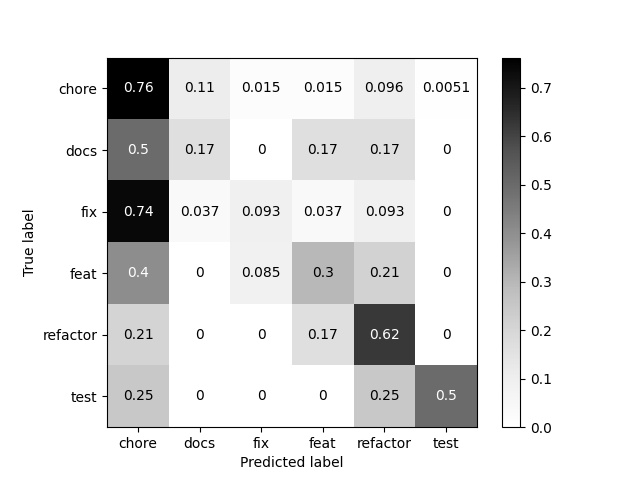 chore 0.76 0.11 0.015 0.015 0.096 0.0051
docs 0.5 0.17 0 0.17 0.17 0
fix 0.74 0.037 0.093 0.037 0.093 0
feat 0.4 0 0.085 0.3 0.21 0
refactor 0.21 0 0 0.17 0.62 0
test 0.25 0 0 0 0.25 0.5
chore docs fix feat refactor test
Predicted label
True label
0.7
0.6
0.5
0.4
0.3
0.2
0.1
0.0